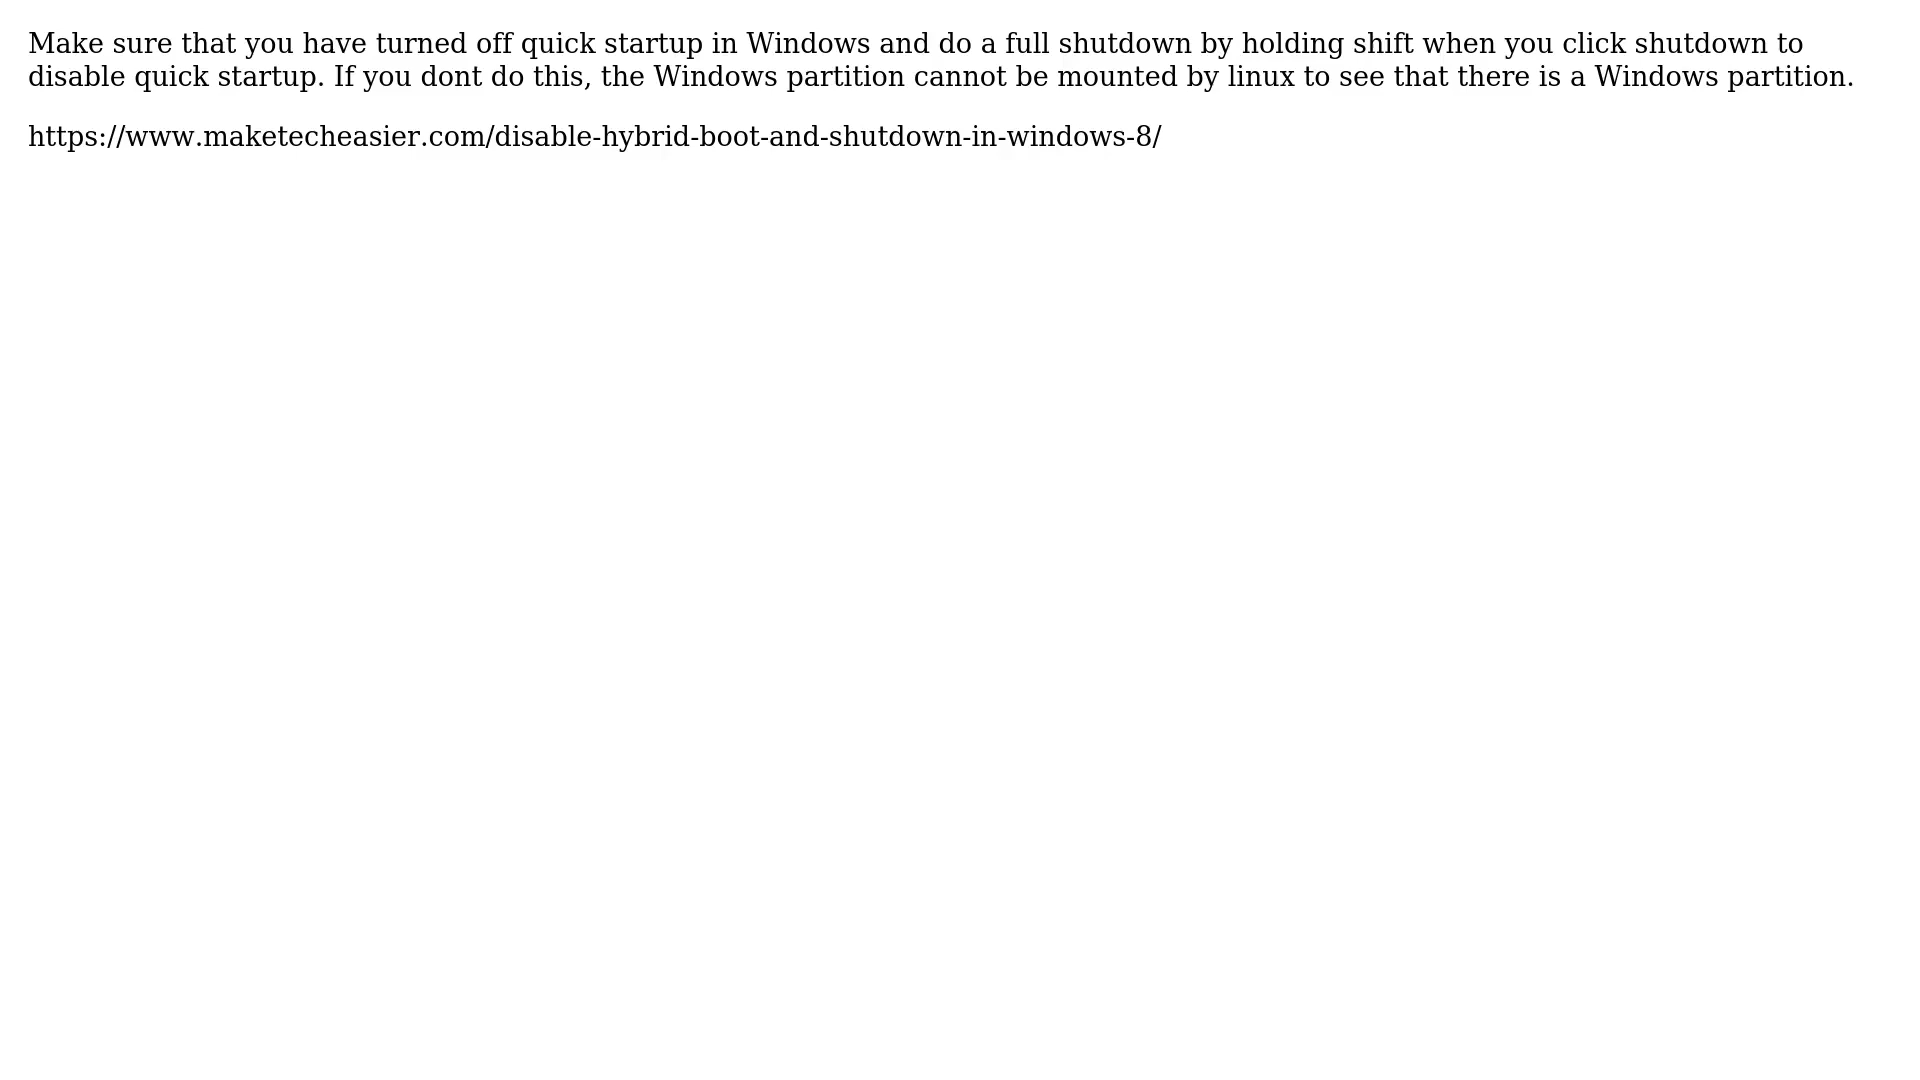 Make sure that you have turned off quick startup in Windows and do a full shutdown by holding shift when you click shutdown to
disable quick startup. If you dont do this, the Windows partition cannot be mounted by linux to see that there is a Windows partition.
https://www.maketecheasier.com/disable-hybrid-boot-and-shutdown-in-windows-8/